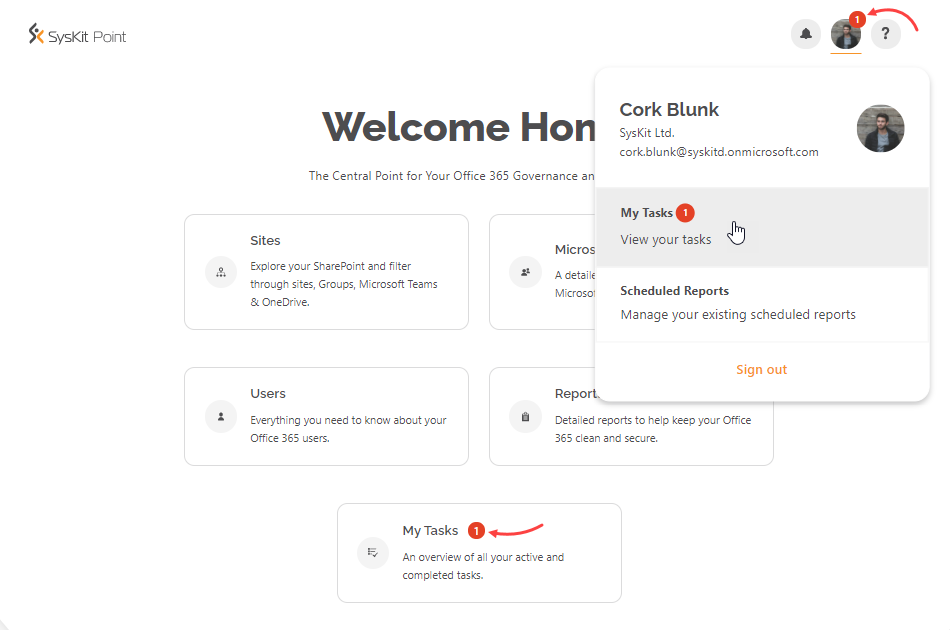 SysKit Point
1
?
Cork Blunk
SysKit Ltd.
cork.blunk@syskitd.onmicrosoft.com
My Tasks 1
View your tasks
Scheduled Reports
Manage your existing scheduled reports
Sign out
Welcome Hom
The Central Point for Your Office 365 Governance an
Sites
Explore your SharePoint and filter
through sites, Groups, Microsoft Teams
& OneDrive.
Micros
A detaile
Microso
Users
Everything you need to know about your
Office 365 users.
Report
Detailed reports to help keep your Office
365 clean and secure.
My Tasks 1
An overview of all your active and
completed tasks.